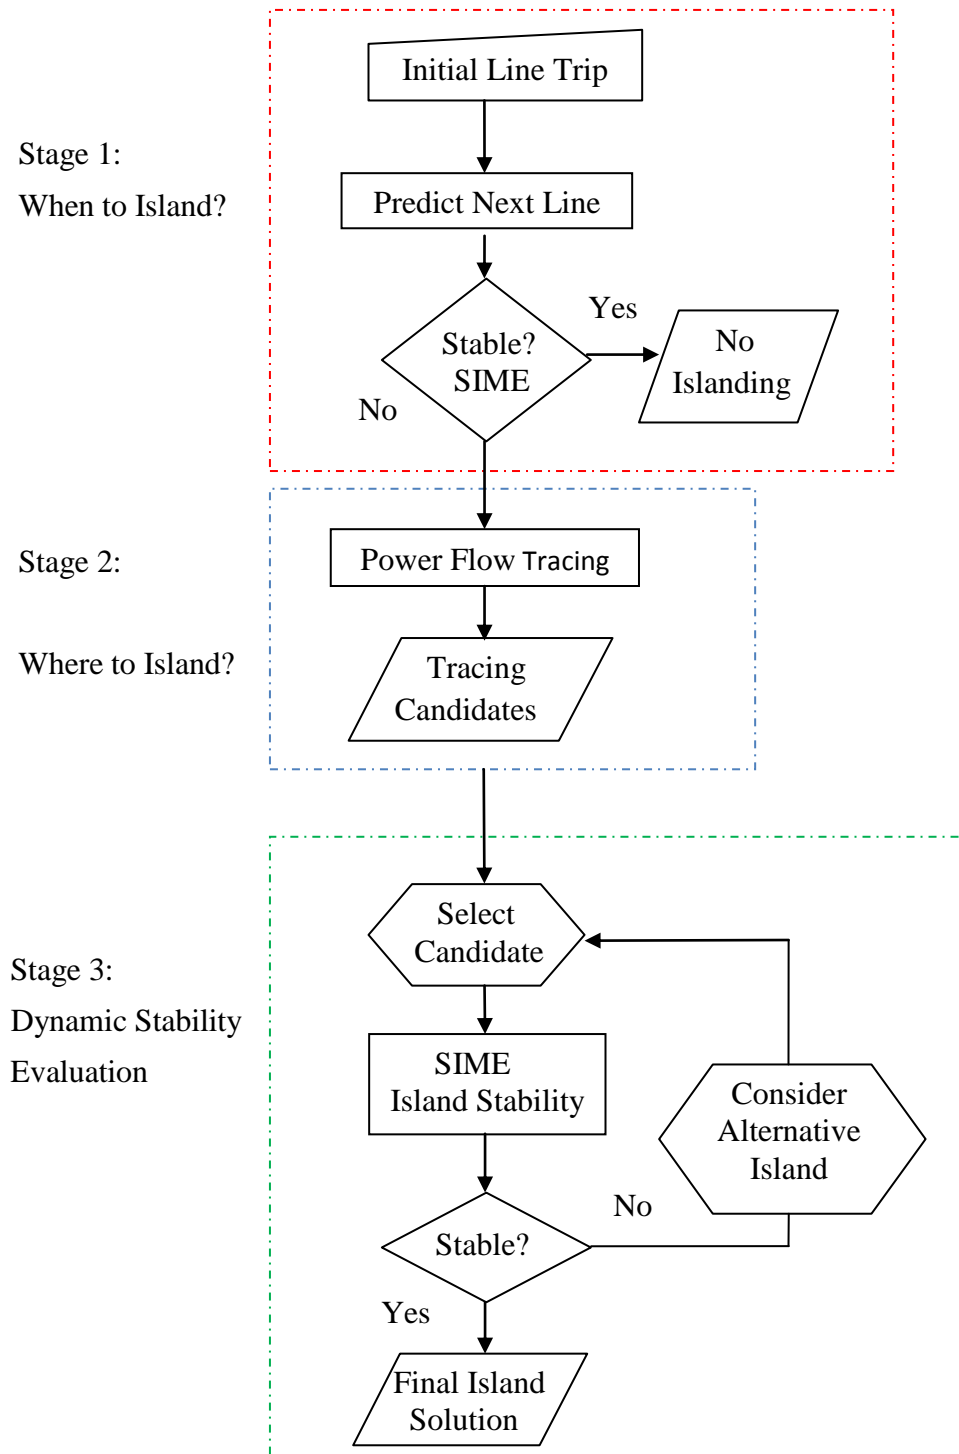 Initial Line Trip
Stage 1:
When to Island?
Predict Next Line
Yes
Stable?
SIME
No
Islanding
No
Stage 2:
Power Flow Tracing
Where to Island?
Tracing
Candidates
Select
Candidate
Stage 3:
Dynamic Stability
Evaluation
SIME
Island Stability
Consider
Alternative
Island
No
Stable?
Yes
Final Island
Solution